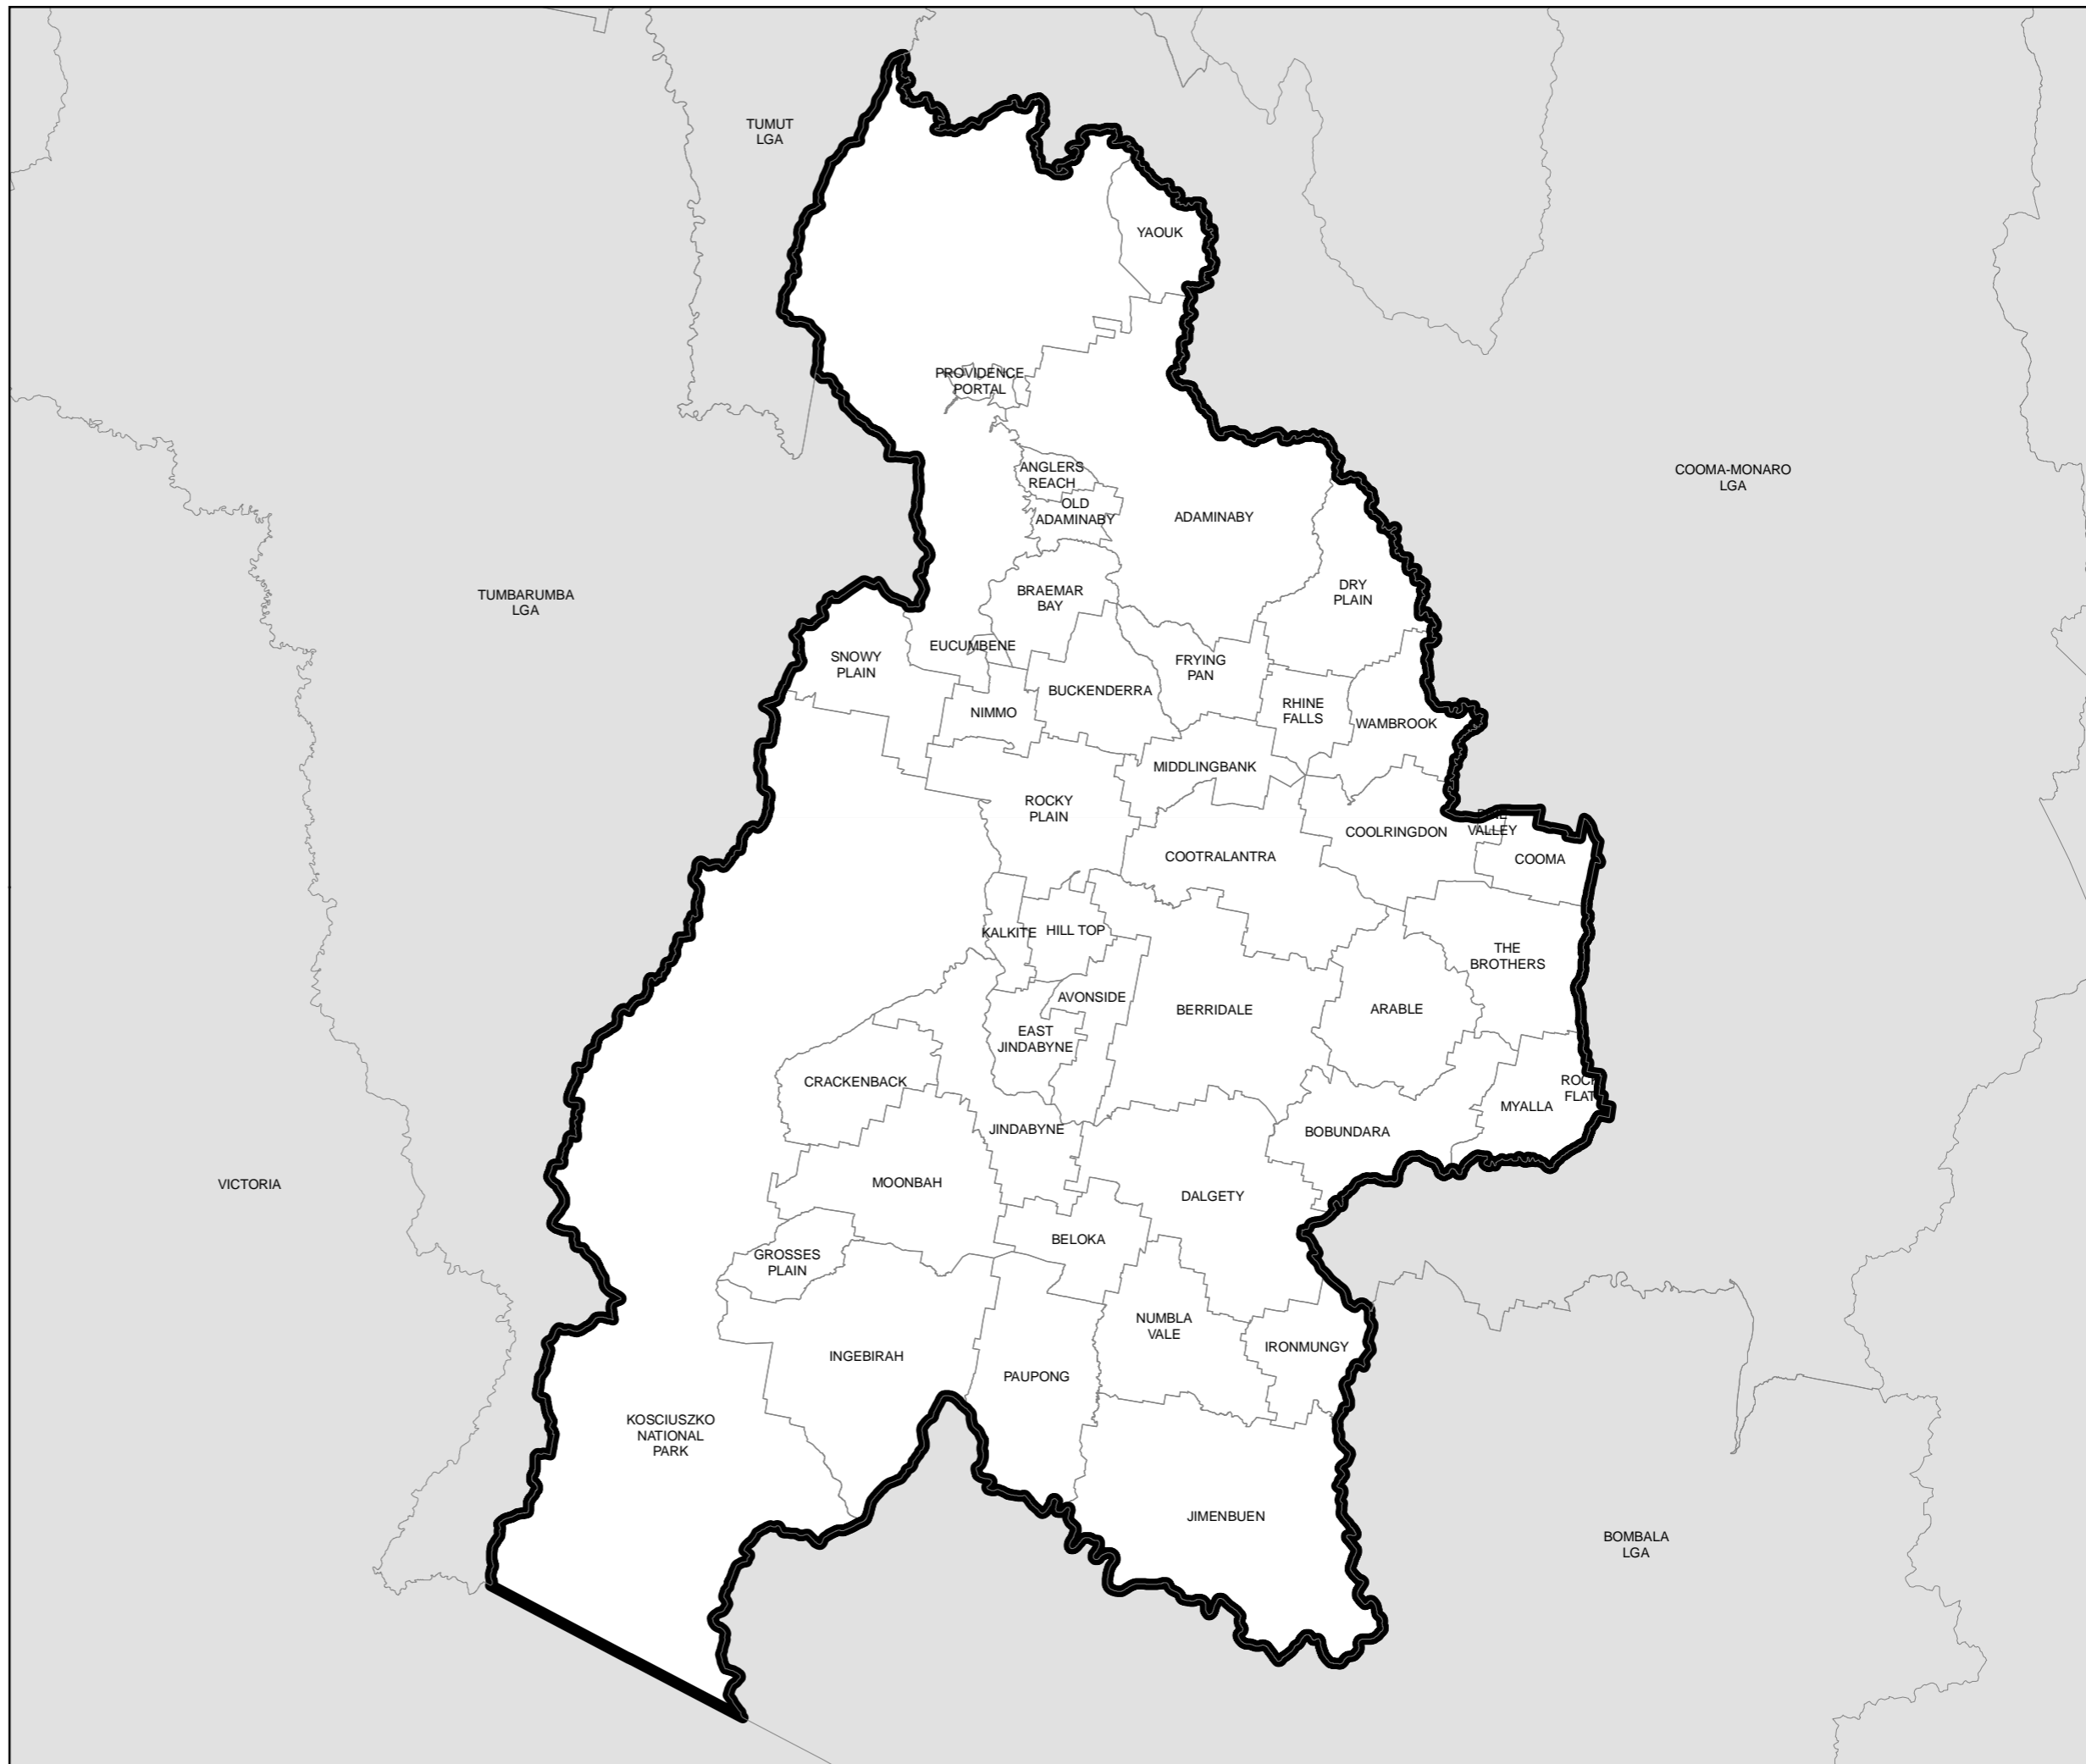 TUMUT
LGA
YAOUK
PROVIDENCE
PORTAL
ANGLERS
REACH
COOMA-MONARO
LGA
OLD
ADAMINABY
ADAMINABY
TUMBARUMBA
LGA
BRAEMAR
BAY
DRY
PLAIN
EUCUMBENE
SNOWY
PLAIN
FRYING
PAN
BUCKENDERRA
NIMMO
RHINE
FALLS
WAMBROOK
MIDDLINGBANK
ROCKY
PLAIN
COOLRINGDON
VALLEY
COOTRALANTRA
COOMA
KALKITE
HILL TOP
THE
BROTHERS
AVONSIDE
BERRIDALE
ARABLE
EAST
JINDABYNE
CRACKENBACK
ROCK
FLAT
MYALLA
JINDABYNE
BOBUNDARA
VICTORIA
MOONBAH
DALGETY
BELOKA
GROSSES
PLAIN
NUMBLA
VALE
IRONMUNGY
INGEBIRAH
PAUPONG
KOSCIUSZKO
NATIONAL
PARK
JIMENBUEN
BOMBALA
LGA